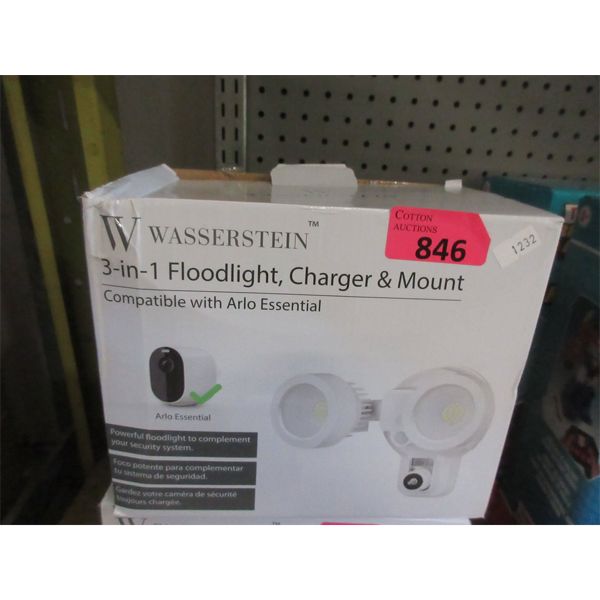 W WASSERSTEIN™
COTTON
AUCTIONS
846
1232
3-in-1 Floodlight, Charger & Mount
Compatible with Arlo Essential
Arlo Essential
Powerful floodlight to complement
your security system.
Foco potente para complementar
tu sistema de seguridad.
Gardez votre caméra de sécurité
toujours chargée.